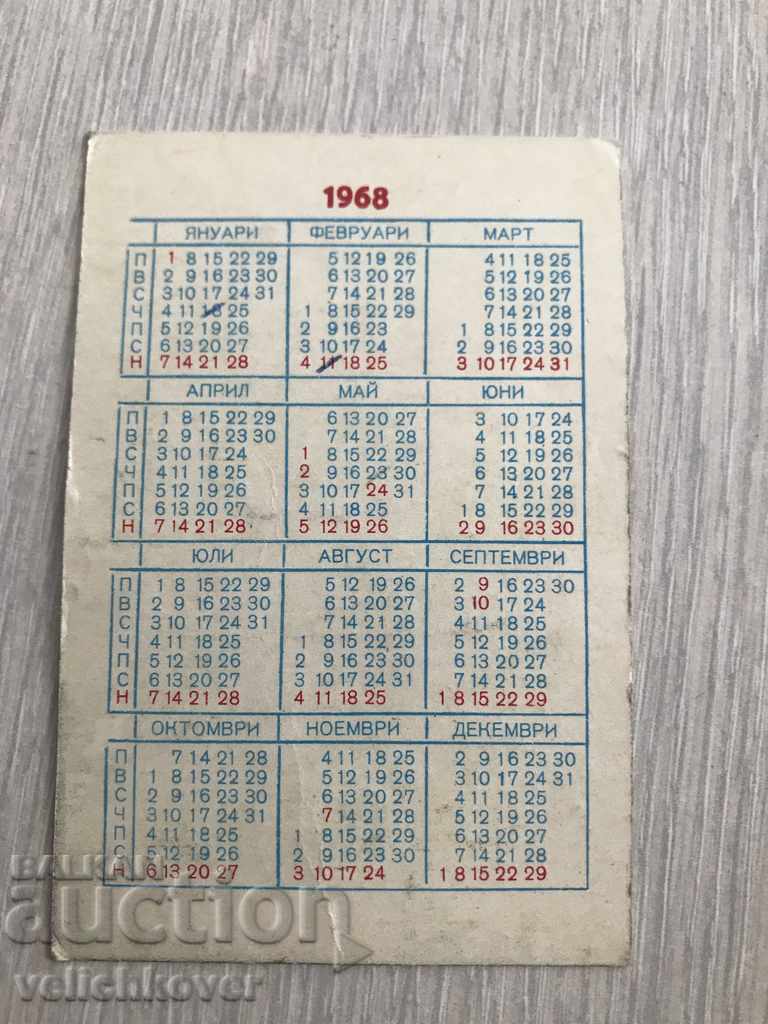 1968
ЯНУАРИ ФЕВРУАРИ МАРТ
П 1 8 15 22 29 5 12 19 26 4 11 18 25
В 2 9 16 23 30 6 13 20 27 5 12 19 26
С 3 10 17 24 31 7 14 21 28 6 13 20 27
Ч 4 11 18 25 1 8 15 22 29 7 14 21 28
П 5 12 19 26 2 9 16 23 1 8 15 22 29
С 6 13 20 27 3 10 17 24 2 9 16 23 30
Н 7 14 21 28 4 11 18 25 3 10 17 24 31
АПРИЛ МАЙ ЮНИ
П 1 8 15 22 29 6 13 20 27 3 10 17 24
В 2 9 16 23 30 7 14 21 28 4 11 18 25
С 3 10 17 24 1 8 15 22 29 5 12 19 26
Ч 4 11 18 25 2 9 16 23 30 6 13 20 27
П 5 12 19 26 3 10 17 24 31 7 14 21 28
С 6 13 20 27 4 11 18 25 1 8 15 22 29
Н 7 14 21 28 5 12 19 26 2 9 16 23 30
ЮЛИ АВГУСТ СЕПТЕМВРИ
П 1 8 15 22 29 5 12 19 26 2 9 16 23 30
В 2 9 16 23 30 6 13 20 27 3 10 17 24
С 3 10 17 24 31 7 14 21 28 4 11 18 25
Ч 4 11 18 25 1 8 15 22 29 5 12 19 26
П 5 12 19 26 2 9 16 23 30 6 13 20 27
С 6 13 20 27 3 10 17 24 31 7 14 21 28
Н 7 14 21 28 4 11 18 25 1 8 15 22 29
ОКТОМВРИ НОЕМВРИ ДЕКЕМВРИ
П 7 14 21 28 4 11 18 25 2 9 16 23 30
В 1 8 15 22 29 5 12 19 26 3 10 17 24 31
С 2 9 16 23 30 6 13 20 27 4 11 18 25
Ч 3 10 17 24 31 7 14 21 28 5 12 19 26
П 4 11 18 25 1 8 15 22 29 6 13 20 27
С 5 12 19 26 2 9 16 23 30 7 14 21 28
Н 6 13 20 27 3 10 17 24 1 8 15 22 29
BALKAN
auction
velichkover